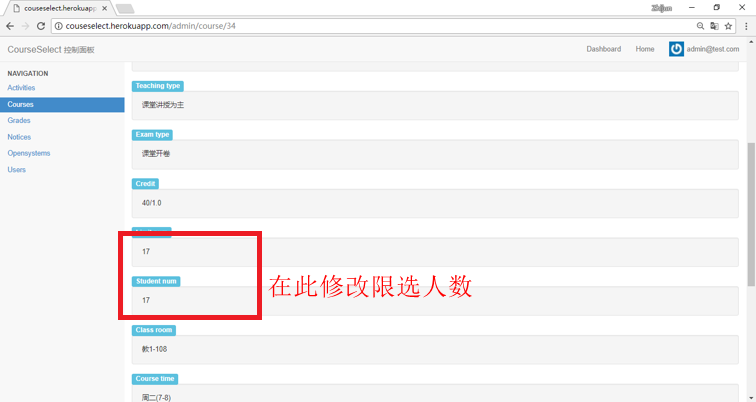 couseselect.herokuapp
couseselect.herokuapp.com/admin/course/34
CourseSelect 控制面板
Dashboard
Home
admin@test.com
NAVIGATION
Activities
Courses
Grades
Notices
Opensystems
Users
Teaching type
课堂讲授为主
Exam type
课堂开卷
Credit
40/1.0
17
Student num
17
在此修改限选人数
Class room
教1-108
Course time
周二(7-8)